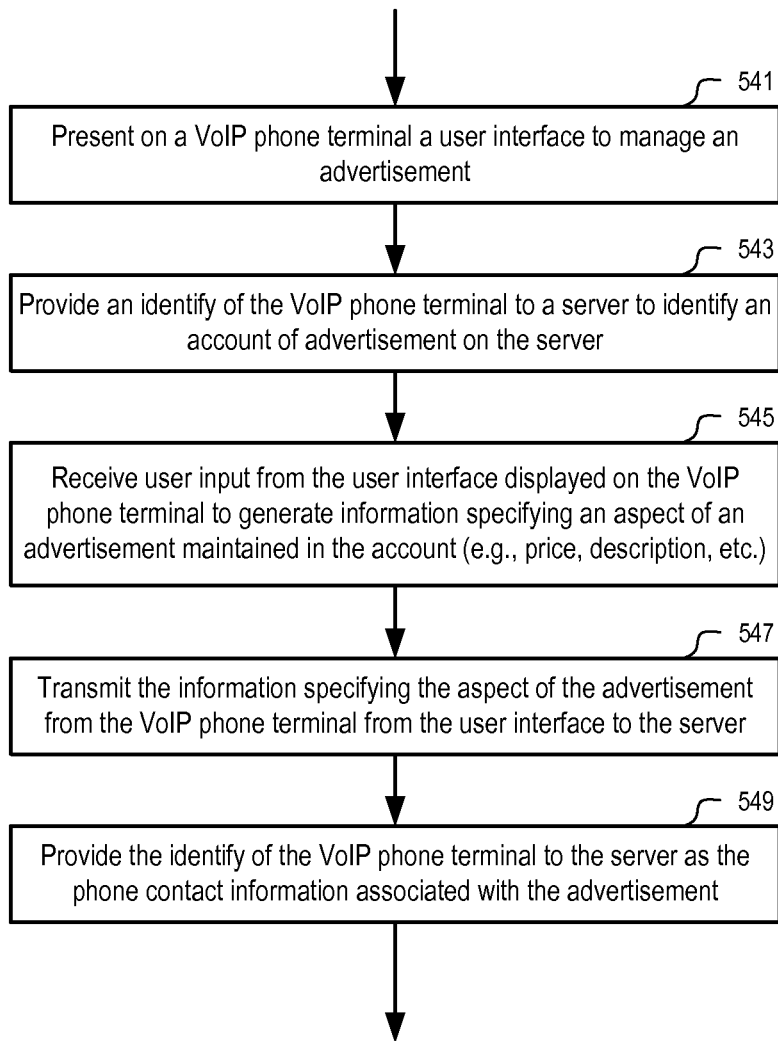 541
Present on a VoIP phone terminal a user interface to manage an
advertisement
543
Provide an identify of the VoIP phone terminal to a server to identify an
account of advertisement on the server
545
Receive user input from the user interface displayed on the VoIP
phone terminal to generate information specifying an aspect of an
advertisement maintained in the account (e.g., price, description, etc.)
547
Transmit the information specifying the aspect of the advertisement
from the VoIP phone terminal from the user interface to the server
549
Provide the identify of the VoIP phone terminal to the server as the
phone contact information associated with the advertisement